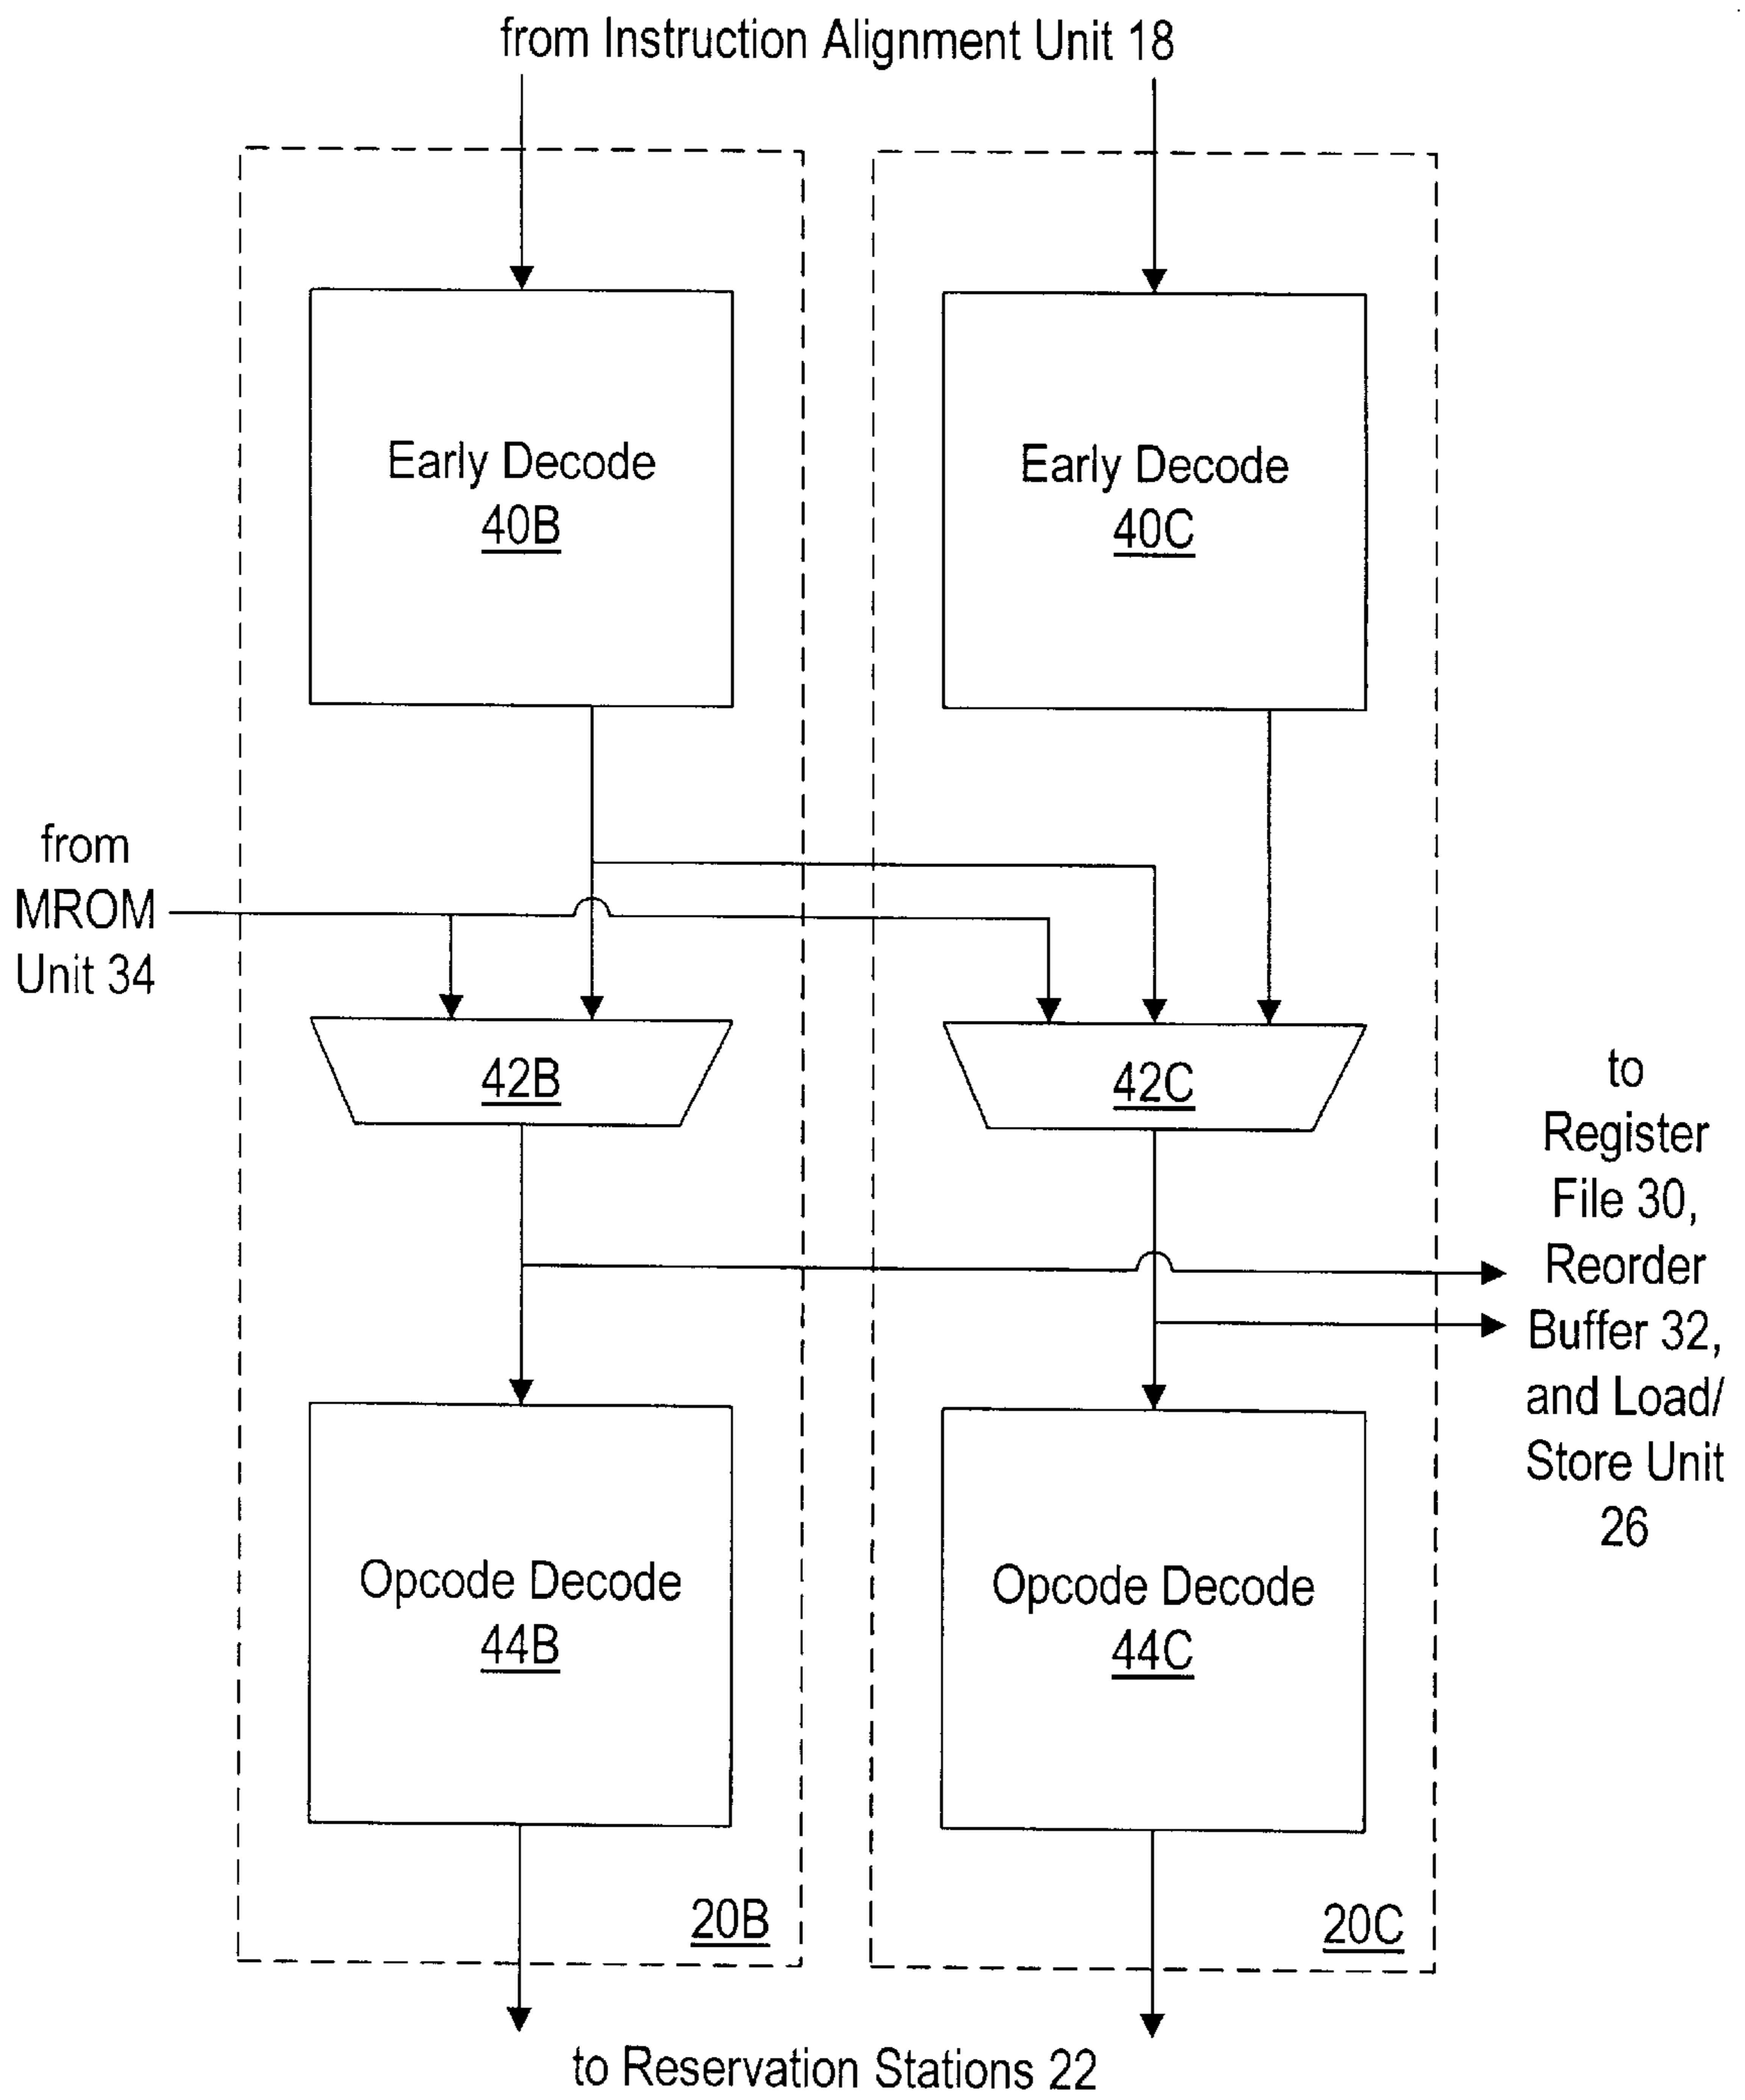 from Instruction Alignment Unit 18
Early Decode
40B
Early Decode
40C
from
MROM
Unit 34
42B
42C
to
Register
File 30,
Reorder
Buffer 32,
and Load/
Store Unit
26
Opcode Decode
44B
Opcode Decode
44C
20B
20C
to Reservation Stations 22